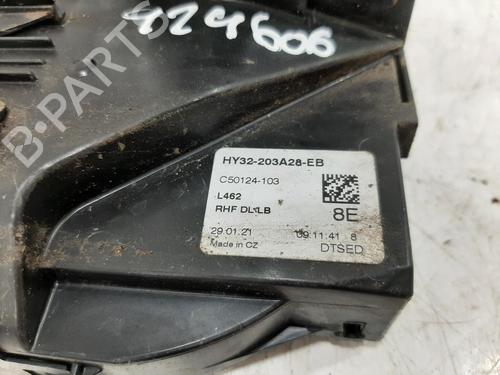 424606
B-PARTS
HY32-203A28-EB
C50124-103
L462
RHF DL\LB
8E
29.01.21 09:11:41 8
Made in CZ DTSED